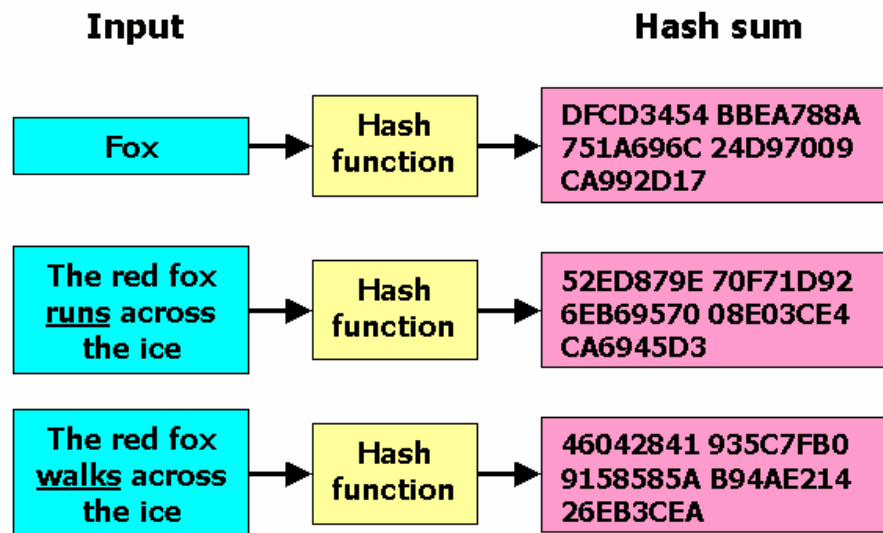 Input
Hash sum
Fox
Hash
function
DFCD3454 BBEA788A
751A696C 24D97009
CA992D17
The red fox
runs across
the ice
Hash
function
52ED879E 70F71D92
6EB69570 08E03CE4
CA6945D3
The red fox
walks across
the ice
Hash
function
46042841 935C7FB0
9158585A B94AE214
26EB3CEA